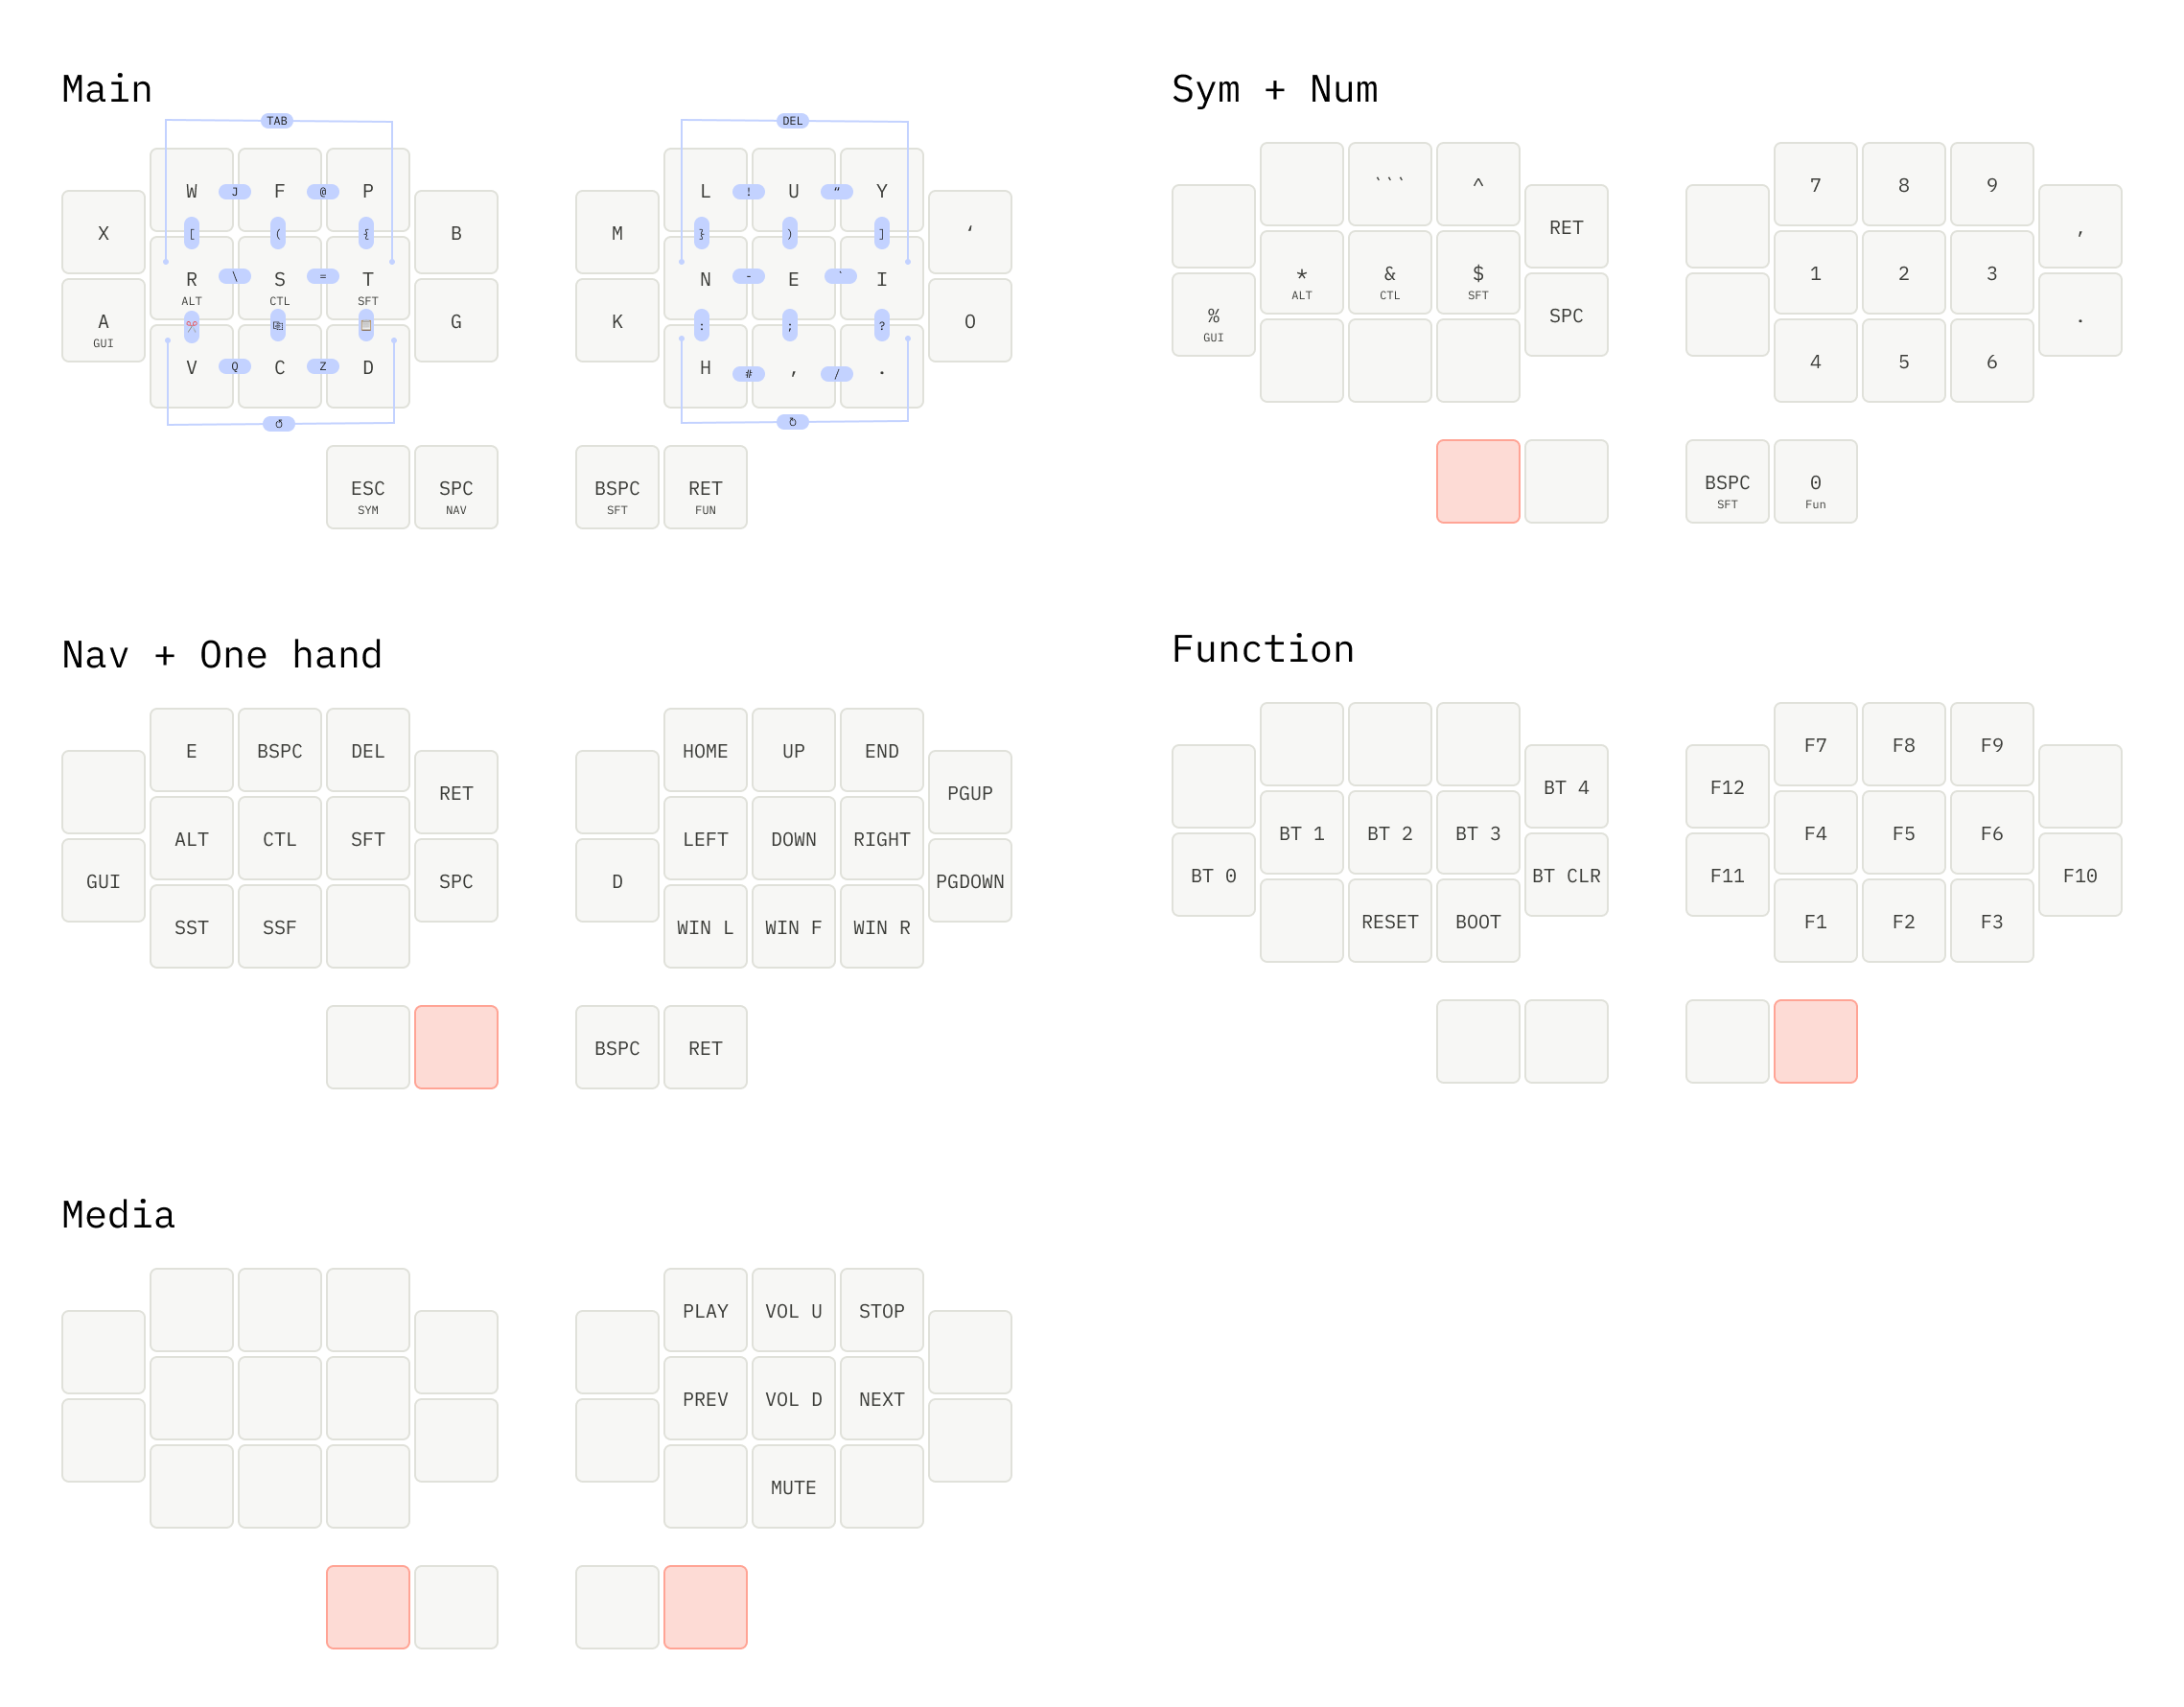 Main
TAB
DEL
W J F @ P
L ! U “ Y
X
[ ( {
B
M
} ) ]
‘
R \ S = T
N - E ` I
ALT CTL SFT
A
GUI
✂ 📋
G
K
: ; ?
O
V Q C Z D
H # , / .
↺
↻
ESC
SYM
SPC
NAV
BSPC
SFT
RET
FUN
Sym + Num
``` ^
7 8 9
RET
,
*
ALT
&
CTL
$
SFT
1 2 3
%
GUI
SPC
.
4 5 6
BSPC
SFT
0
Fun
Nav + One hand
E BSPC DEL
HOME UP END
RET
PGUP
ALT CTL SFT
LEFT DOWN RIGHT
GUI
SPC
D
PGDOWN
SST SSF
WIN L WIN F WIN R
BSPC RET
Function
F7 F8 F9
BT 4
F12
BT 1 BT 2 BT 3
F4 F5 F6
BT 0
BT CLR
F11
F10
RESET BOOT
F1 F2 F3
Media
PLAY VOL U STOP
PREV VOL D NEXT
MUTE